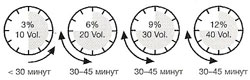 3%
10 Vol.
6%
20 Vol.
9%
30 Vol.
12%
40 Vol.
< 30 минут
30–45 минут
30–45 минут
30–45 минут